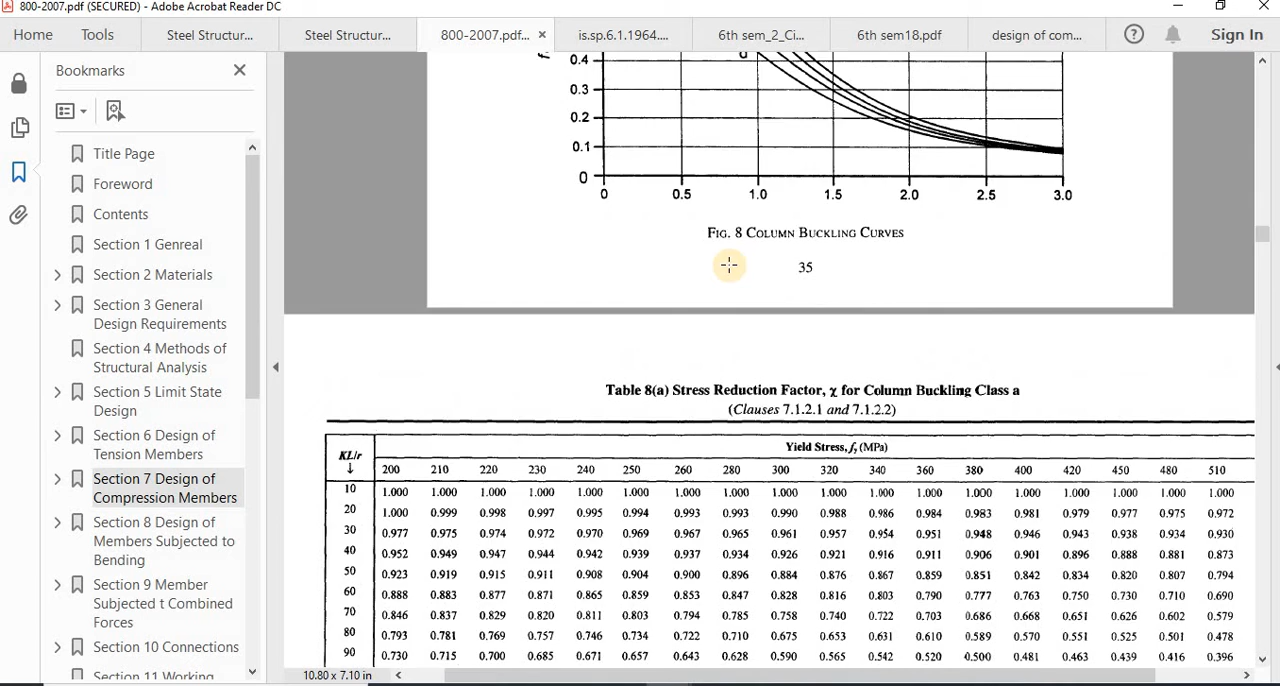 800-2007.pdf (SECURED) - Adobe Acrobat Reader DC
Home Tools Steel Structur... Steel Structur... 800-2007.pdf... is.sp.6.1.1964.... 6th sem_2_Ci... 6th sem18.pdf design of com... Sign In
Bookmarks
Title Page
Foreword
Contents
Section 1 Genreal
Section 2 Materials
Section 3 General
Design Requirements
Section 4 Methods of
Structural Analysis
Section 5 Limit State
Design
Section 6 Design of
Tension Members
Section 7 Design of
Compression Members
Section 8 Design of
Members Subjected to
Bending
Section 9 Member
Subjected t Combined
Forces
Section 10 Connections
Section 11 Working
0.4
0.3
0.2
0.1
0
0 0.5 1.0 1.5 2.0 2.5 3.0
d
FIG. 8 COLUMN BUCKLING CURVES
35
Table 8(a) Stress Reduction Factor, χ for Column Buckling Class a
(Clauses 7.1.2.1 and 7.1.2.2)
KL/r Yield Stress, fy (MPa)
↓ 200 210 220 230 240 250 260 280 300 320 340 360 380 400 420 450 480 510
10 1.000 1.000 1.000 1.000 1.000 1.000 1.000 1.000 1.000 1.000 1.000 1.000 1.000 1.000 1.000 1.000 1.000 1.000
20 1.000 0.999 0.998 0.997 0.995 0.994 0.993 0.993 0.990 0.988 0.986 0.984 0.983 0.981 0.979 0.977 0.975 0.972
30 0.977 0.975 0.974 0.972 0.970 0.969 0.967 0.965 0.961 0.957 0.954 0.951 0.948 0.946 0.943 0.938 0.934 0.930
40 0.952 0.949 0.947 0.944 0.942 0.939 0.937 0.934 0.926 0.921 0.916 0.911 0.906 0.901 0.896 0.888 0.881 0.873
50 0.923 0.919 0.915 0.911 0.908 0.904 0.900 0.896 0.884 0.876 0.867 0.859 0.851 0.842 0.834 0.820 0.807 0.794
60 0.888 0.883 0.877 0.871 0.865 0.859 0.853 0.847 0.828 0.816 0.803 0.790 0.777 0.763 0.750 0.730 0.710 0.690
70 0.846 0.837 0.829 0.820 0.811 0.803 0.794 0.785 0.758 0.740 0.722 0.703 0.686 0.668 0.651 0.626 0.602 0.579
80 0.793 0.781 0.769 0.757 0.746 0.734 0.722 0.710 0.675 0.653 0.631 0.610 0.589 0.570 0.551 0.525 0.501 0.478
90 0.730 0.715 0.700 0.685 0.671 0.657 0.643 0.628 0.590 0.565 0.542 0.520 0.500 0.481 0.463 0.439 0.416 0.396
10.80 x 7.10 in